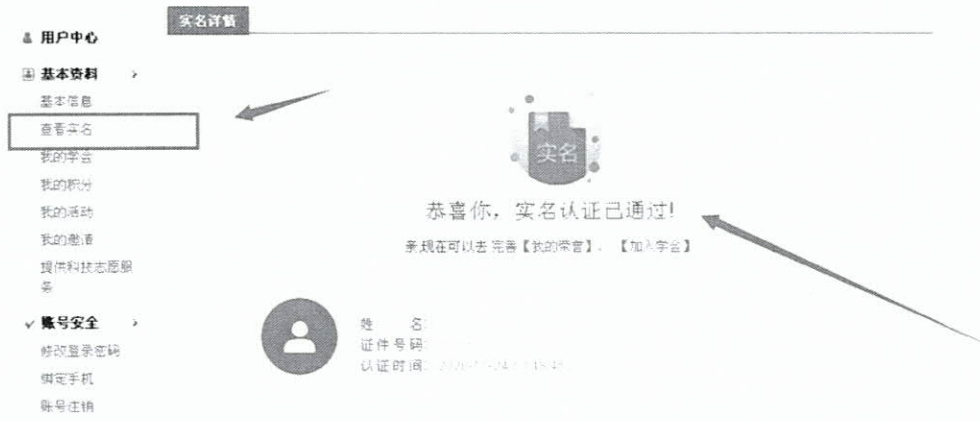 实名详情
用户中心
基本资料 >
基本信息
查看实名
我的学会
我的积分
我的活动
我的邀请
提供科技志愿服
务
账号安全 >
修改登录密码
绑定手机
账号注销
实名
恭喜你，实名认证已通过!
亲,现在可以去 完善【我的荣誉】、【加入学会】
姓 名:
证件号码:
认证时间: